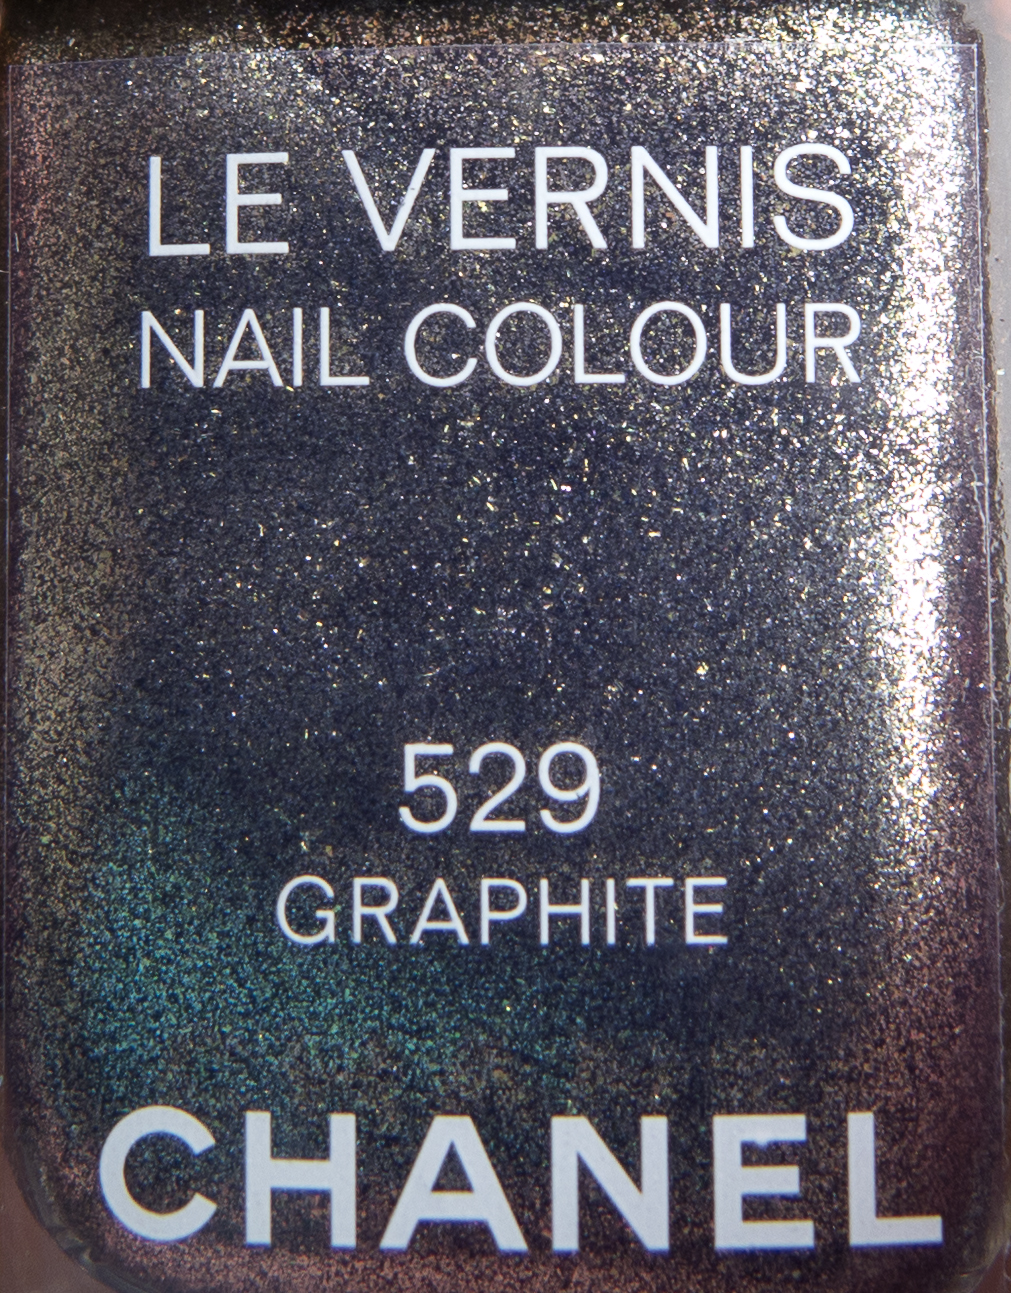 LE VERNIS
NAIL COLOUR
529
GRAPHITE
CHANEL